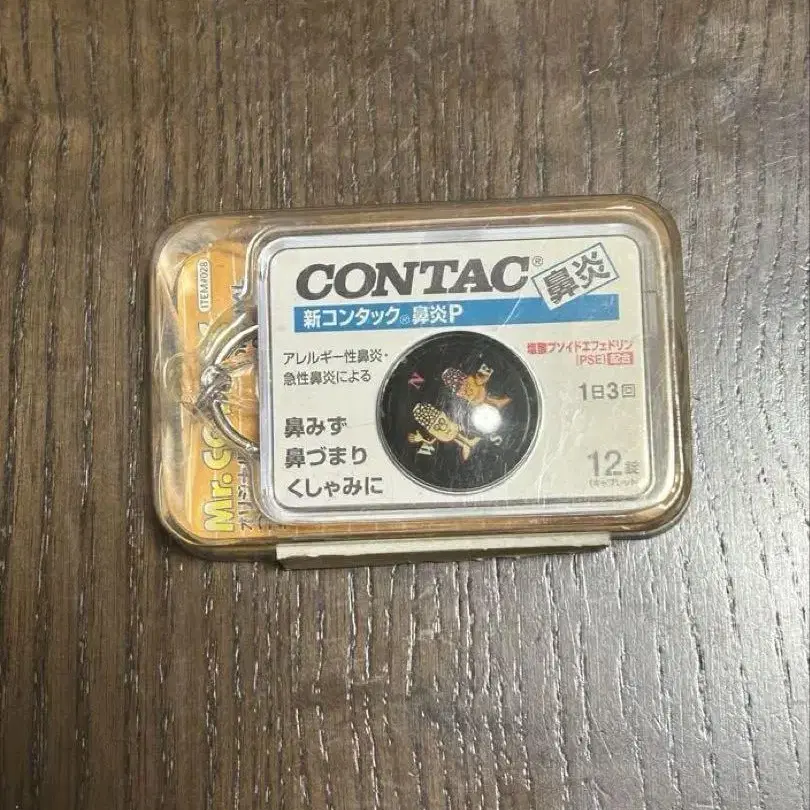 CONTAC®
鼻炎
新コンタック®鼻炎P
塩酸プソイドエフェドリン
[PSE]配合
アレルギー性鼻炎・
急性鼻炎による
1日3回
鼻みず
鼻づまり
くしゃみに
12錠
N
E
S
W
ITEM#028
Mr.CO